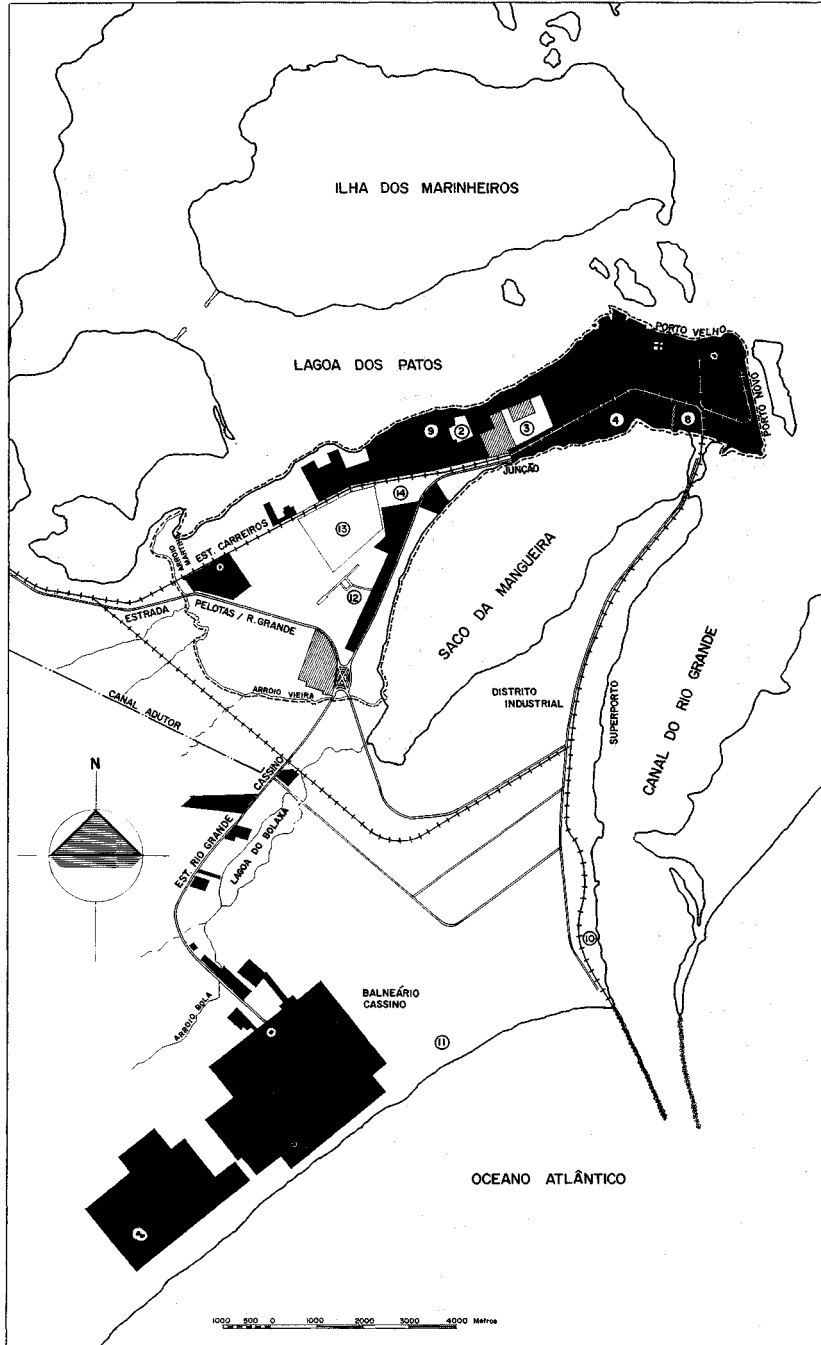 ILHA DOS MARINHEIROS
PORTO VELHO
LAGOA DOS PATOS
PORTO NOVO
9
2
3
4
8
JUNÇÃO
14
13
EST. CARREIROS
ARROIO
MARTINS
12
ESTRADA
PELOTAS / R.GRANDE
SACO DA MANGUEIRA
ARROIO VIEIRA
DISTRITO
INDUSTRIAL
SUPERPORTO
CANAL DO RIO GRANDE
CANAL ADUTOR
N
EST. RIO GRANDE
CASSINO
LAGOA DO BOLAXA
10
ARROIO BOLA
BALNEÁRIO
CASSINO
11
OCEANO ATLÂNTICO
1000 500 0 1000 2000 3000 4000 Metros